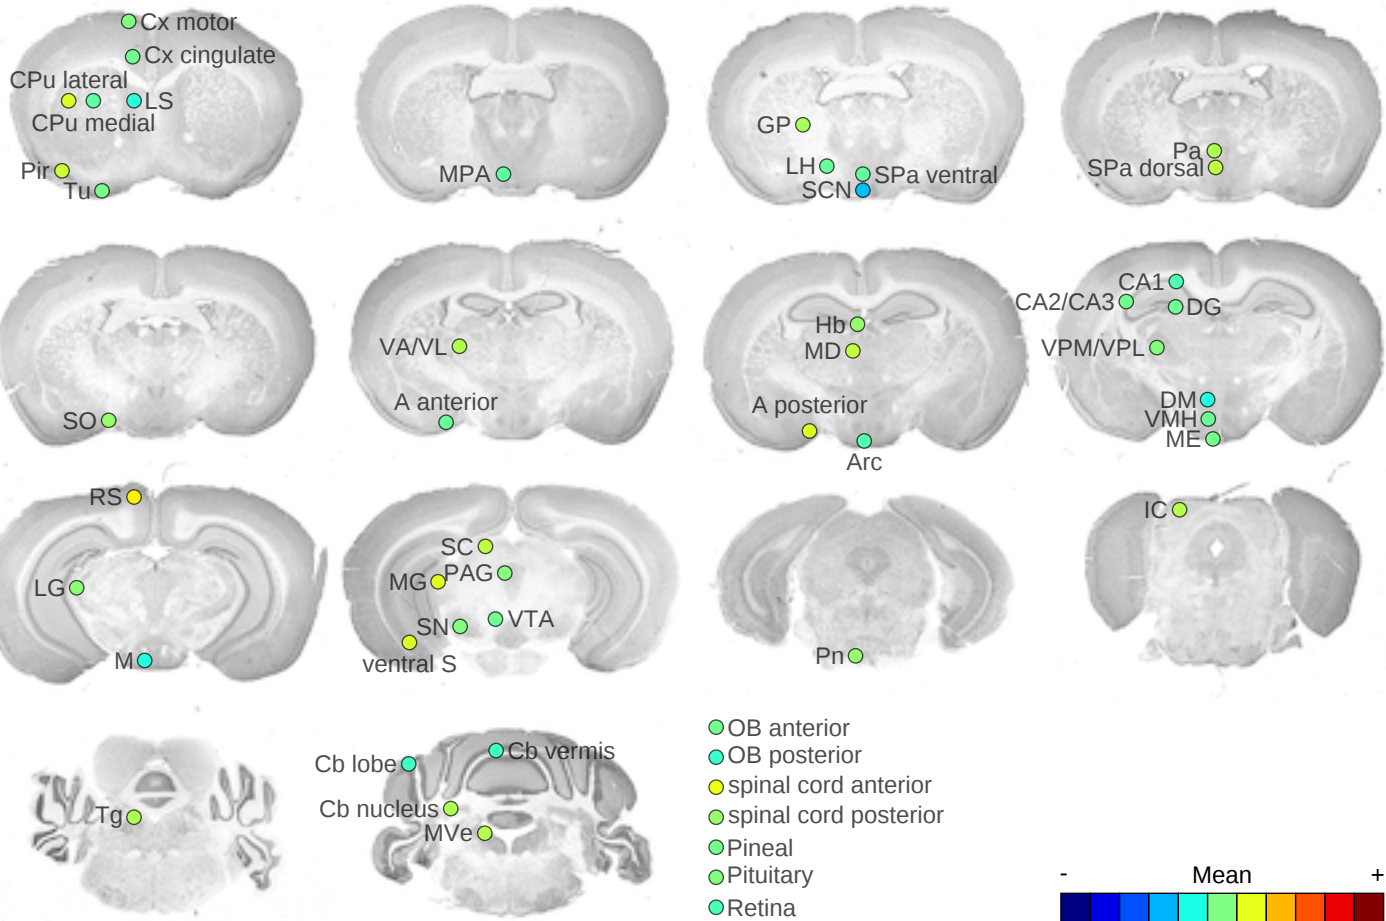 Cx motor
Cx cingulate
CPu lateral
LS
CPu medial
Pir
Tu
MPA
GP
LH
SPa ventral
SCN
Pa
SPa dorsal
SO
VA/VL
A anterior
Hb
MD
A posterior
Arc
CA1
CA2/CA3
DG
VPM/VPL
DM
VMH
ME
RS
LG
M
SC
MG
PAG
SN
VTA
ventral S
Pn
IC
Tg
Cb lobe
Cb vermis
Cb nucleus
MVe
OB anterior
OB posterior
spinal cord anterior
spinal cord posterior
Pineal
Pituitary
Retina
- Mean +